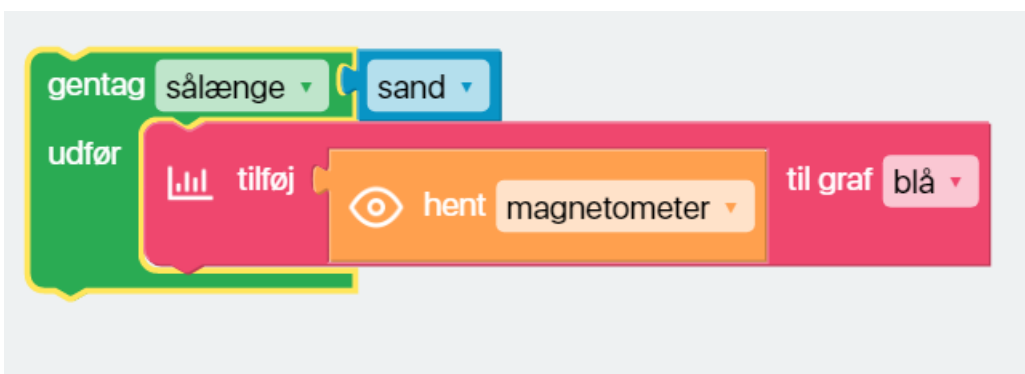 gentag sålænge sand
udfør
tilføj hent magnetometer til graf blå